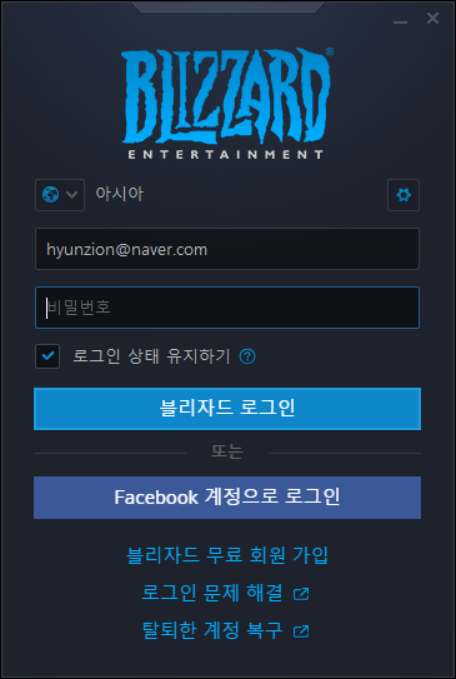 BLIZZARD
ENTERTAINMENT
아시아
hyunzion@naver.com
비밀번호
로그인 상태 유지하기 ?
블리자드 로그인
또는
Facebook 계정으로 로그인
블리자드 무료 회원 가입
로그인 문제 해결
탈퇴한 계정 복구